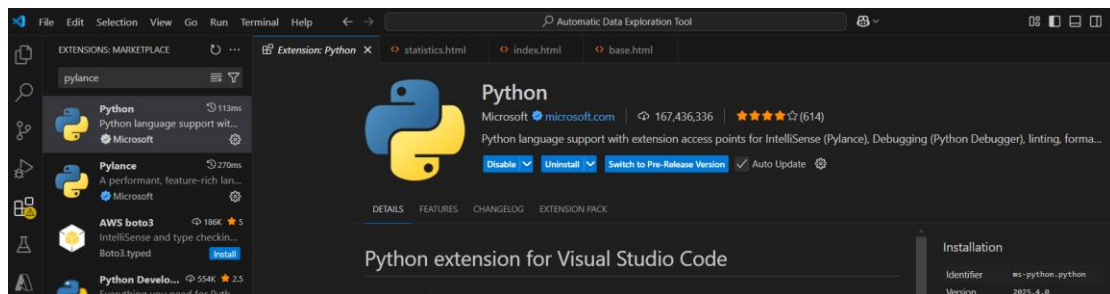 File Edit Selection View Go Run Terminal Help
Automatic Data Exploration Tool
EXTENSIONS: MARKETPLACE
pylance
Python 113ms
Python language support wit...
Microsoft
Pylance 270ms
A performant, feature-rich lan...
Microsoft
AWS boto3 186K 5
IntelliSense and type checkin...
Boto3.typed Install
Python Develo... 554K 2.5
Everything you need for Pyth...
Extension: Python statistics.html index.html base.html
Python
Microsoft microsoft.com 167,436,336 (614)
Python language support with extension access points for IntelliSense (Pylance), Debugging (Python Debugger), linting, forma...
Disable Uninstall Switch to Pre-Release Version Auto Update
DETAILS FEATURES CHANGELOG EXTENSION PACK
Python extension for Visual Studio Code
Installation
Identifier ms-python.python
Version 2025.4.0